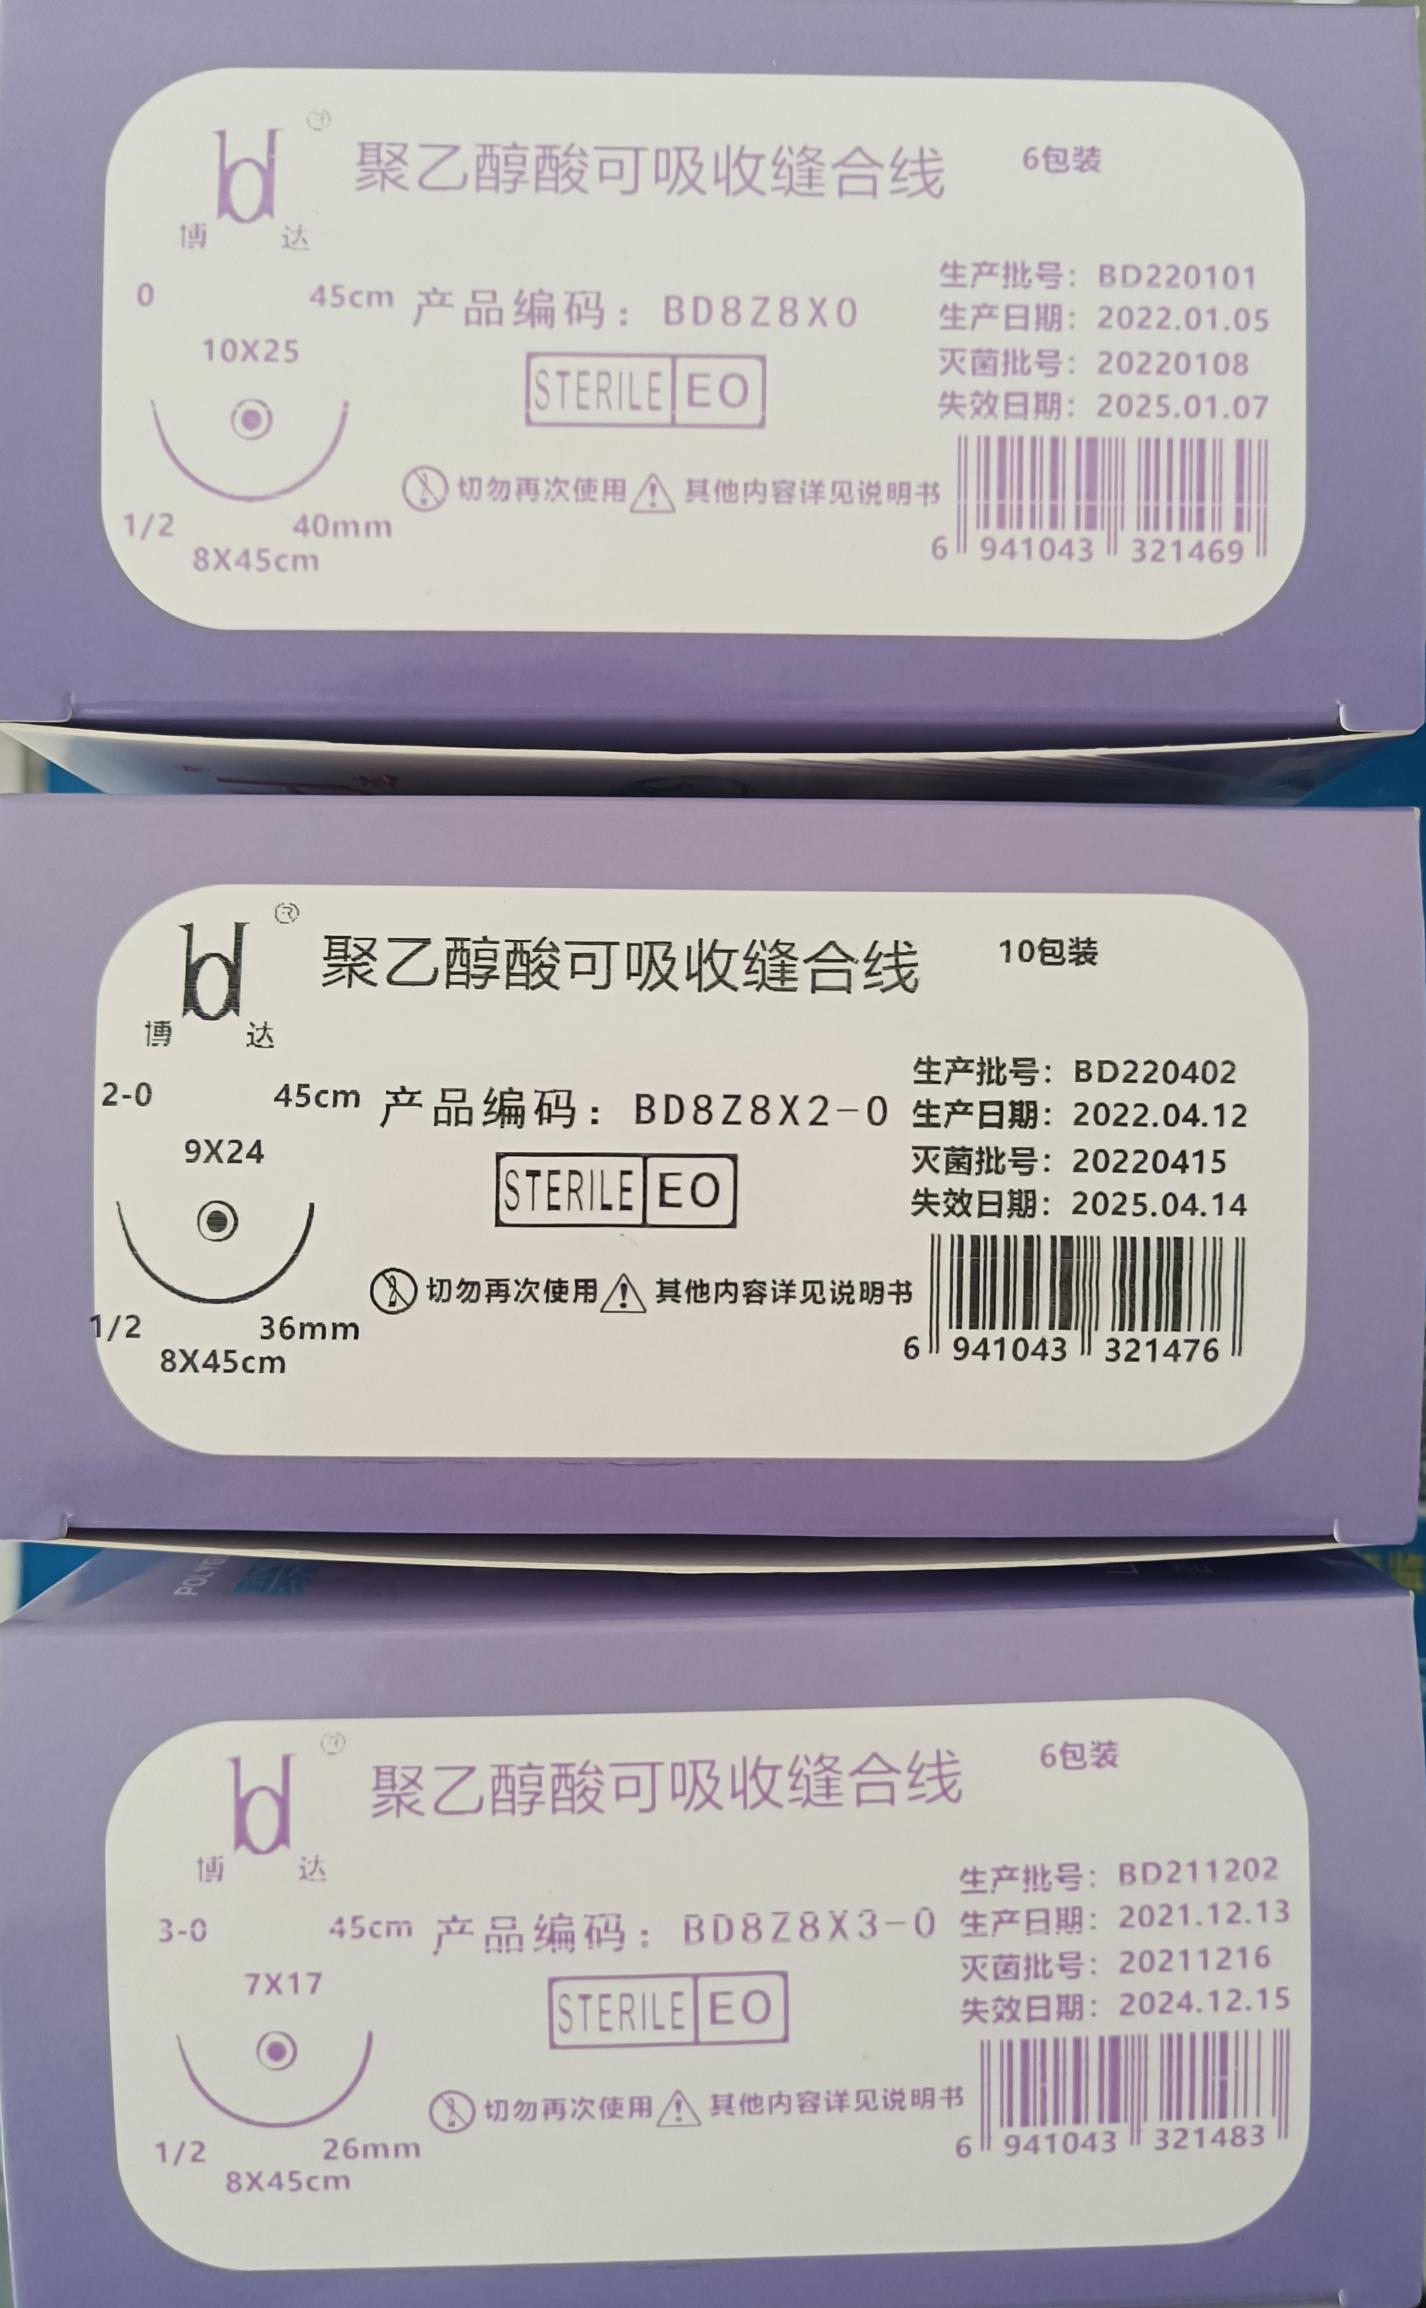 ®
bd
博 达
聚乙醇酸可吸收缝合线
6包装
0 45cm
10X25
1/2 40mm
8X45cm
产品编码：BD8Z8X0
STERILE EO
切勿再次使用 其他内容详见说明书
生产批号：BD220101
生产日期：2022.01.05
灭菌批号：20220108
失效日期：2025.01.07
6 941043 321469
®
bd
博 达
聚乙醇酸可吸收缝合线
10包装
2-0 45cm
9X24
1/2 36mm
8X45cm
产品编码：BD8Z8X2-0
STERILE EO
切勿再次使用 其他内容详见说明书
生产批号：BD220402
生产日期：2022.04.12
灭菌批号：20220415
失效日期：2025.04.14
6 941043 321476
®
bd
博 达
聚乙醇酸可吸收缝合线
6包装
3-0 45cm
7X17
1/2 26mm
8X45cm
产品编码：BD8Z8X3-0
STERILE EO
切勿再次使用 其他内容详见说明书
生产批号：BD211202
生产日期：2021.12.13
灭菌批号：20211216
失效日期：2024.12.15
6 941043 321483